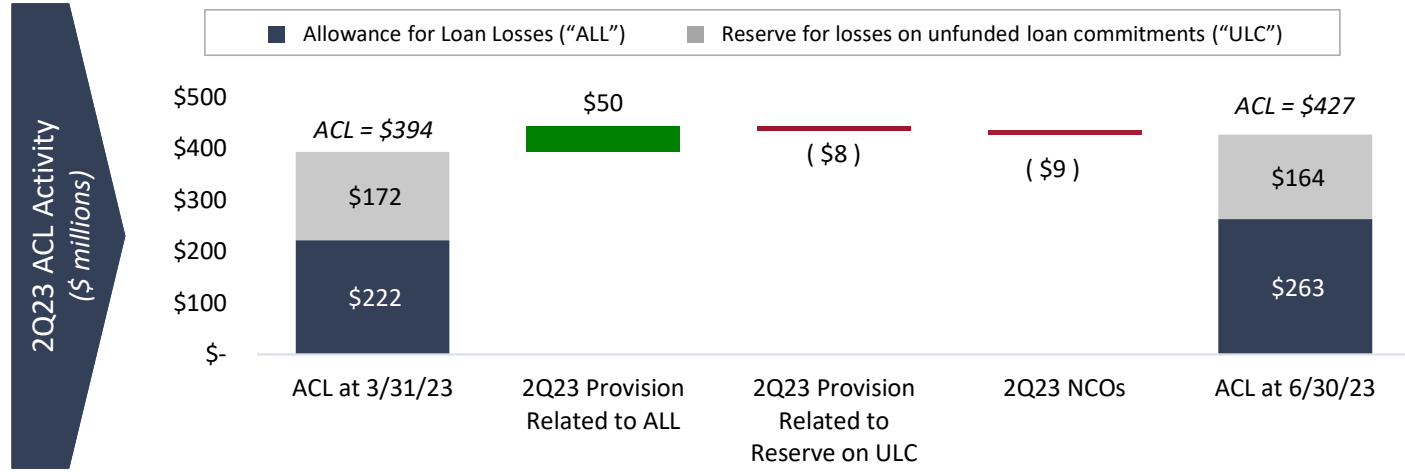 2Q23 ACL Activity
($ millions)
Allowance for Loan Losses (“ALL”)
Reserve for losses on unfunded loan commitments (“ULC”)
$500
$400
$300
$200
$100
$-
ACL = $394
$172
$222
$50
( $8 )
( $9 )
ACL = $427
$164
$263
ACL at 3/31/23
2Q23 Provision
Related to ALL
2Q23 Provision
Related to
Reserve on ULC
2Q23 NCOs
ACL at 6/30/23